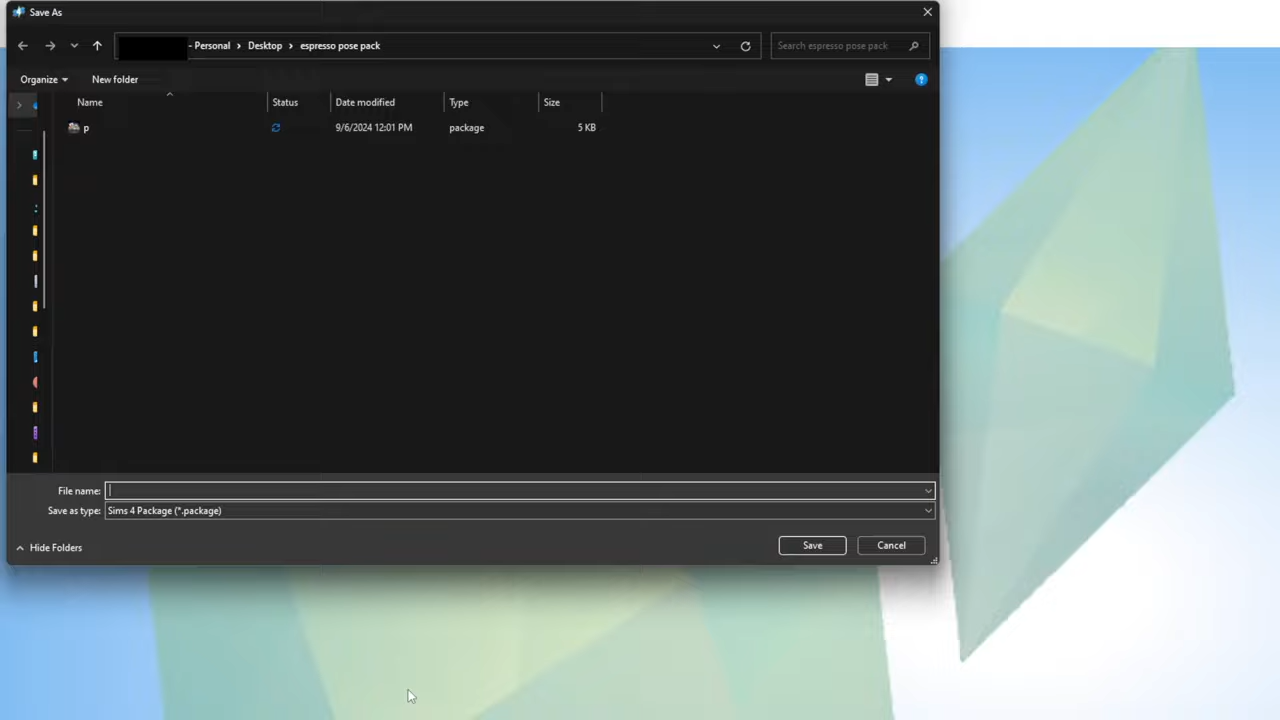 Save As
- Personal > Desktop > espresso pose pack
Search espresso pose pack
Organize
New folder
Name Status Date modified Type Size
p 9/6/2024 12:01 PM package 5 KB
File name:
Save as type: Sims 4 Package (*.package)
Hide Folders
Save
Cancel